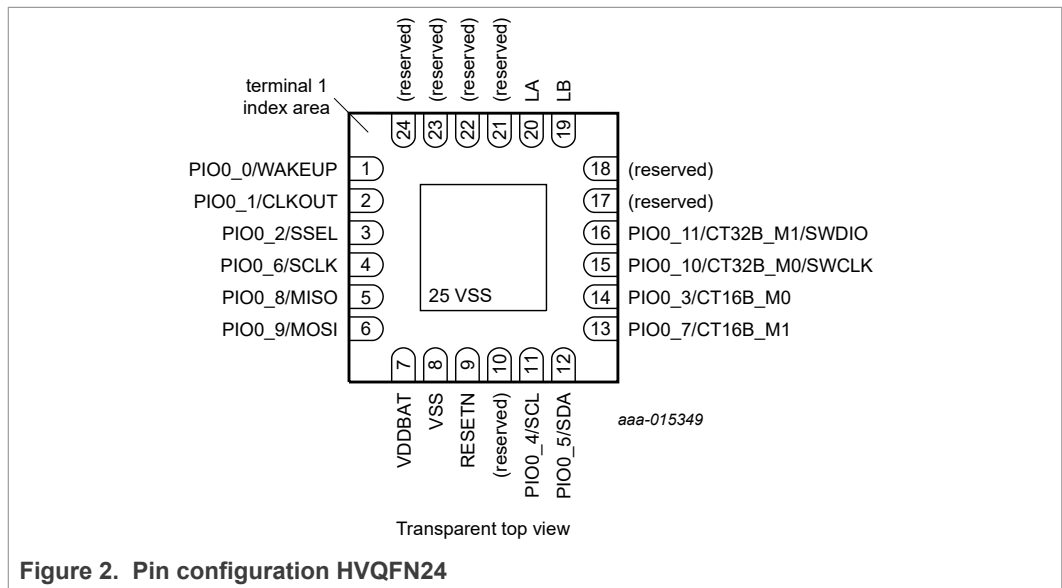 (reserved)
(reserved)
(reserved)
(reserved)
LA
LB
terminal 1
index area
24
23
22
21
20
19
PIO0_0/WAKEUP 1
18 (reserved)
PIO0_1/CLKOUT 2
17 (reserved)
PIO0_2/SSEL 3
16 PIO0_11/CT32B_M1/SWDIO
PIO0_6/SCLK 4
15 PIO0_10/CT32B_M0/SWCLK
PIO0_8/MISO 5
25 VSS
14 PIO0_3/CT16B_M0
PIO0_9/MOSI 6
13 PIO0_7/CT16B_M1
7
8
9
10
11
12
VDDBAT
VSS
RESETN
(reserved)
PIO0_4/SCL
PIO0_5/SDA
aaa-015349
Transparent top view
Figure 2. Pin configuration HVQFN24